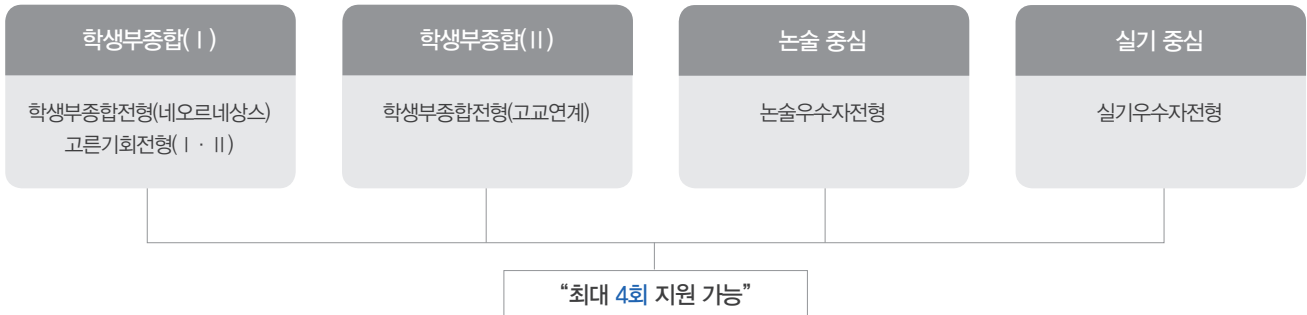 학생부종합(Ⅰ)
학생부종합전형(네오르네상스)
고른기회전형(Ⅰ · Ⅱ)
학생부종합(Ⅱ)
학생부종합전형(고교연계)
논술 중심
논술우수자전형
실기 중심
실기우수자전형
“최대 4회 지원 가능”